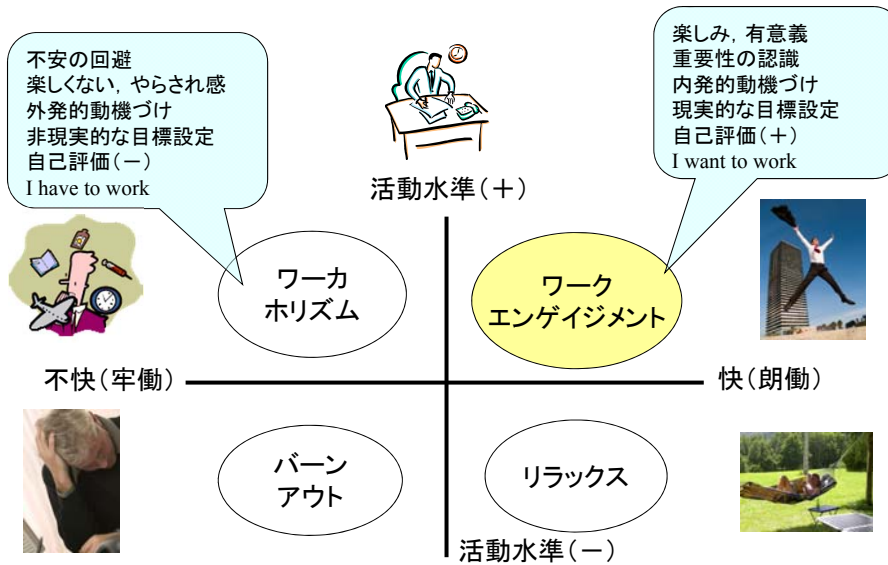 不安の回避
楽しくない，やらされ感
外発的動機づけ
非現実的な目標設定
自己評価（－）
I have to work
楽しみ，有意義
重要性の認識
内発的動機づけ
現実的な目標設定
自己評価（＋）
I want to work
活動水準（＋）
ワーカ
ホリズム
ワーク
エンゲイジメント
不快（牢働）
快（朗働）
バーン
アウト
リラックス
活動水準（－）